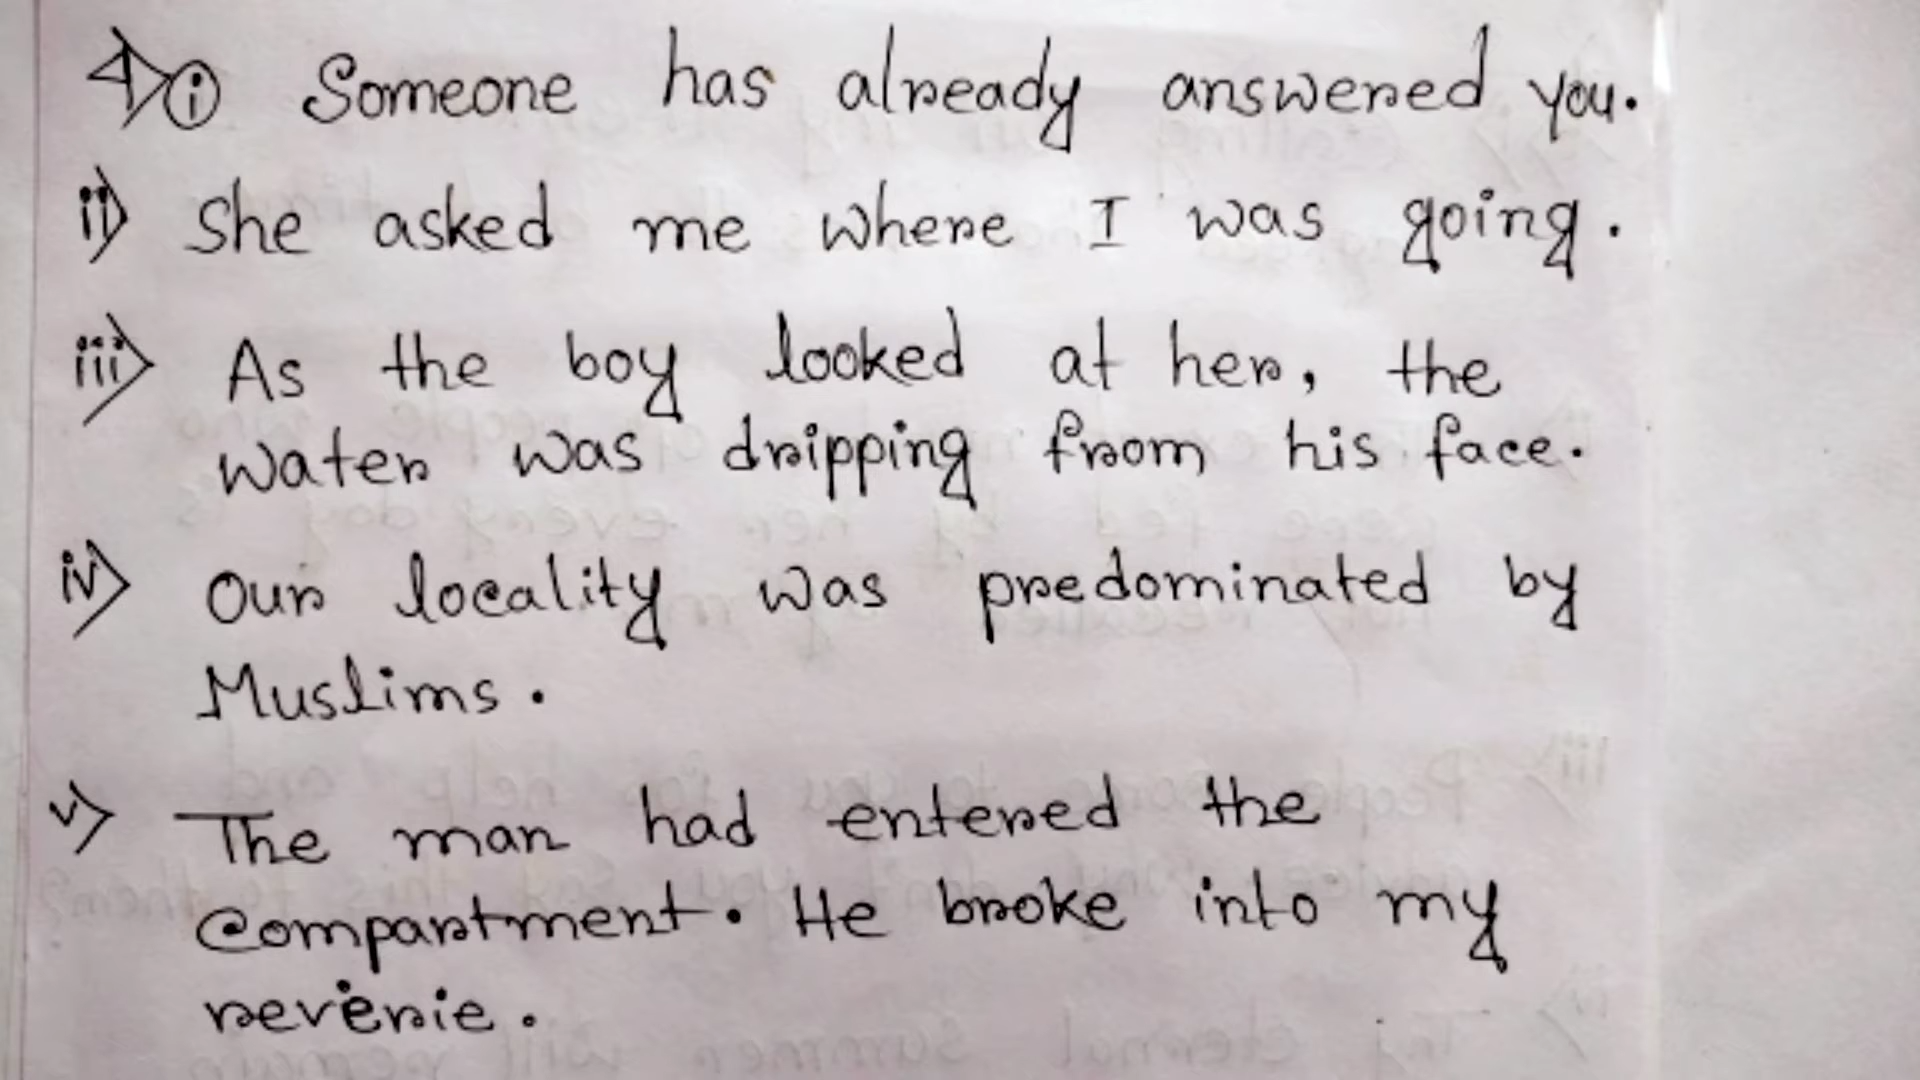 4) i Someone has already answered you.
ii) She asked me where I was going.
iii) As the boy looked at her, the
water was dripping from his face.
iv) Our locality was predominated by
Muslims.
v) The man had entered the
compartment. He broke into my
reverie.